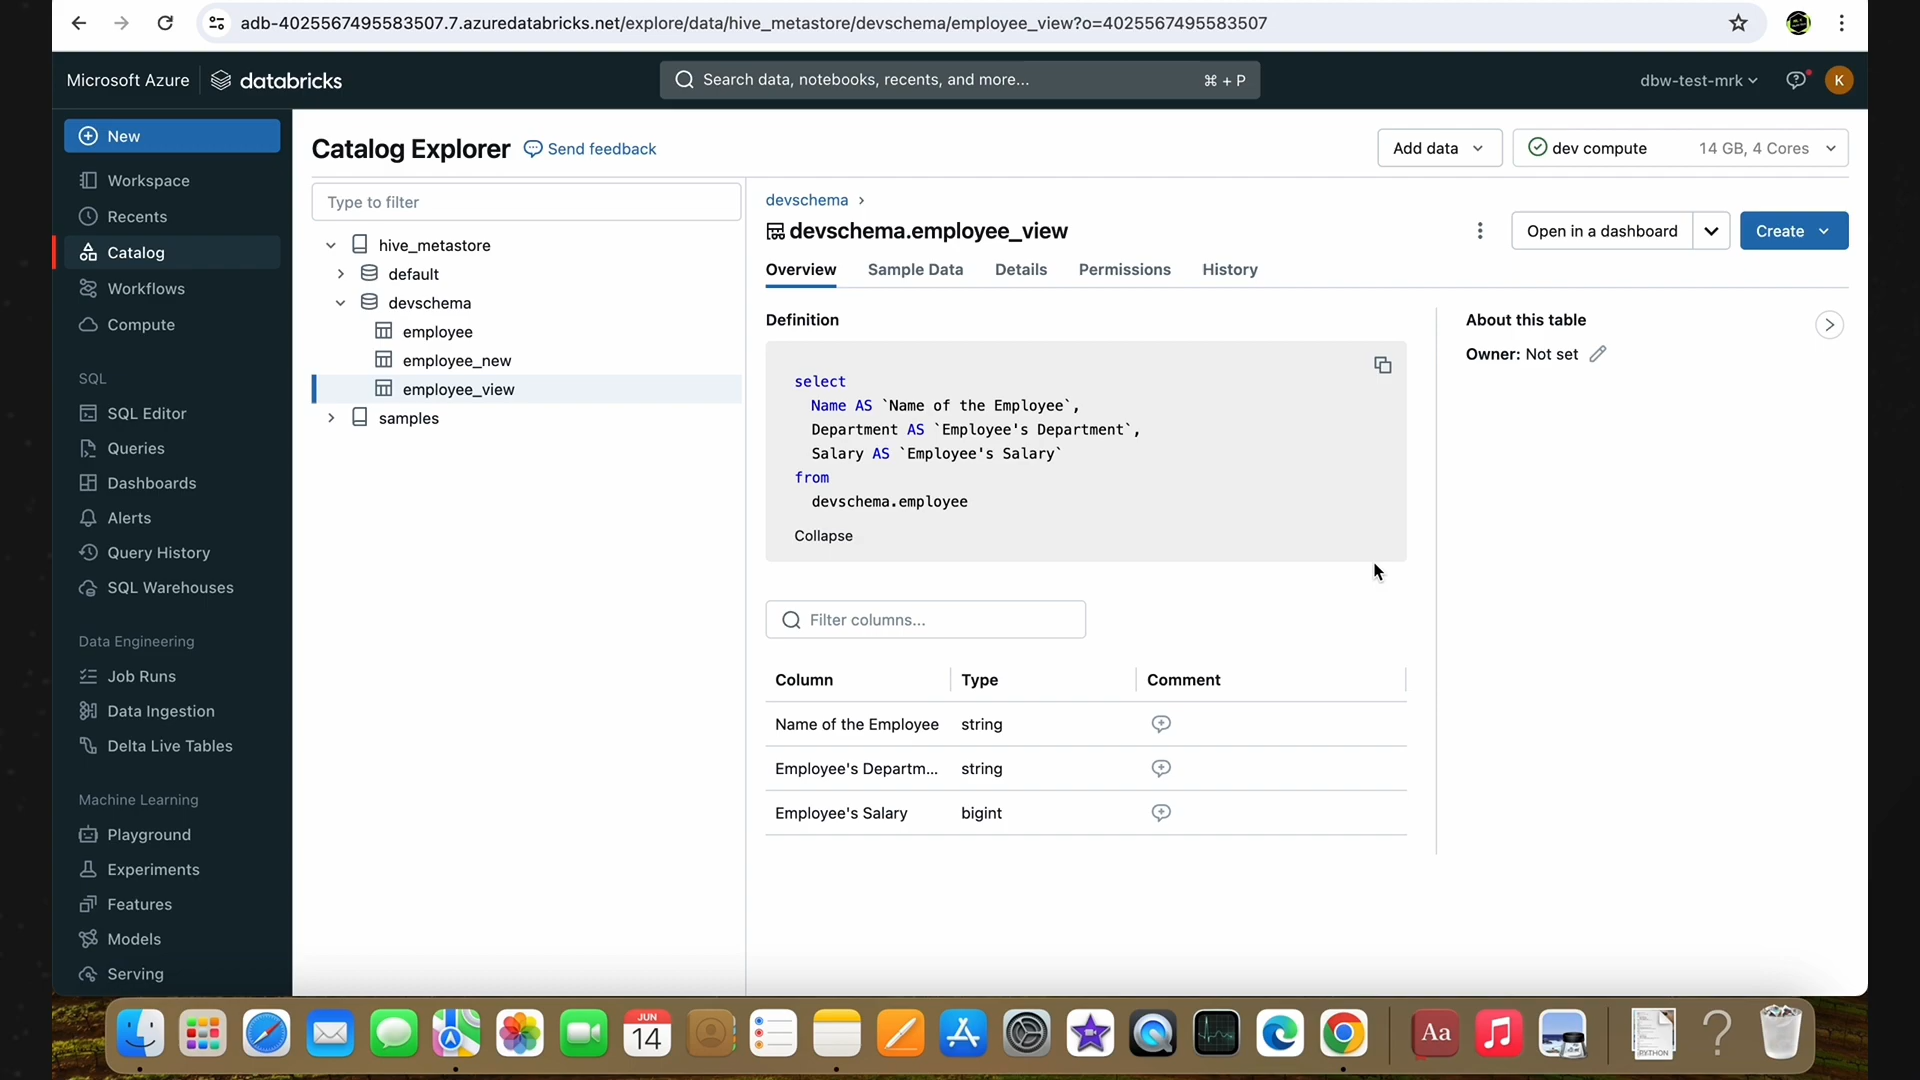 adb-4025567495583507.7.azuredatabricks.net/explore/data/hive_metastore/devschema/employee_view?o=4025567495583507
Microsoft Azure databricks
Search data, notebooks, recents, and more... ⌘ + P
dbw-test-mrk
K
New
Workspace
Recents
Catalog
Workflows
Compute
SQL
SQL Editor
Queries
Dashboards
Alerts
Query History
SQL Warehouses
Data Engineering
Job Runs
Data Ingestion
Delta Live Tables
Machine Learning
Playground
Experiments
Features
Models
Serving
Catalog Explorer
Send feedback
Add data
dev compute 14 GB, 4 Cores
Type to filter
hive_metastore
default
devschema
employee
employee_new
employee_view
samples
devschema ›
devschema.employee_view
Open in a dashboard
Create
Overview Sample Data Details Permissions History
Definition
select
Name AS `Name of the Employee`,
Department AS `Employee's Department`,
Salary AS `Employee's Salary`
from
devschema.employee
Collapse
About this table
Owner: Not set
Filter columns...
Column Type Comment
Name of the Employee string
Employee's Departm... string
Employee's Salary bigint
JUN
14
Aa
PYTHON